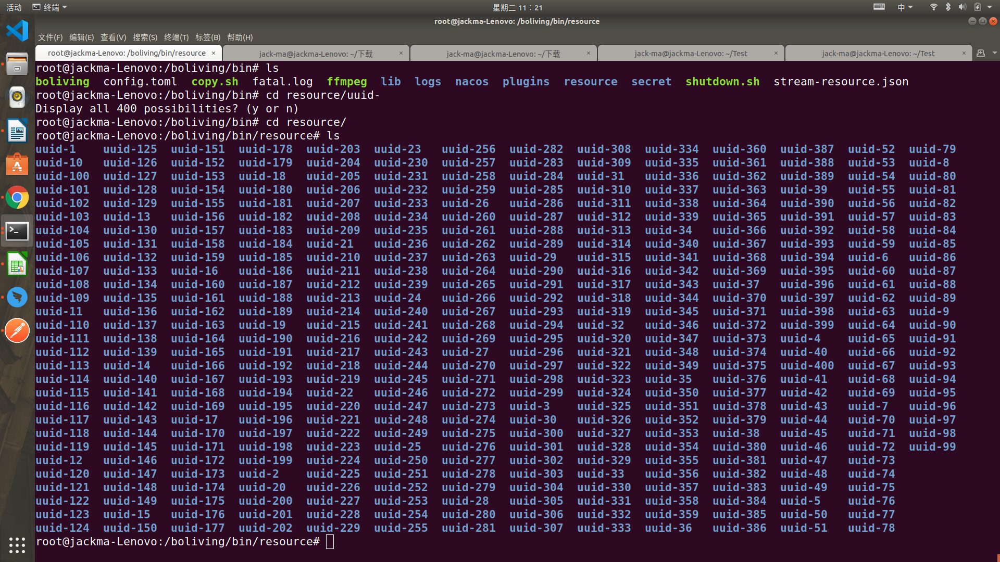 活动 终端 星期二 11：21 中
root@jackma-Lenovo: /boliving/bin/resource
文件(F) 编辑(E) 查看(V) 搜索(S) 终端(T) 标签(B) 帮助(H)
root@jackma-Lenovo: /boliving/bin/resource × jack-ma@jackma-Lenovo: ~/下载 × jack-ma@jackma-Lenovo: ~/下载 × jack-ma@jackma-Lenovo: ~/Test × jack-ma@jackma-Lenovo: ~/Test ×
root@jackma-Lenovo:/boliving/bin# ls
boliving config.toml copy.sh fatal.log ffmpeg lib logs nacos plugins resource secret shutdown.sh stream-resource.json
root@jackma-Lenovo:/boliving/bin# cd resource/uuid-
Display all 400 possibilities? (y or n)
root@jackma-Lenovo:/boliving/bin# cd resource/
root@jackma-Lenovo:/boliving/bin/resource# ls
uuid-1 uuid-125 uuid-151 uuid-178 uuid-203 uuid-23 uuid-256 uuid-282 uuid-308 uuid-334 uuid-360 uuid-387 uuid-52 uuid-79
uuid-10 uuid-126 uuid-152 uuid-179 uuid-204 uuid-230 uuid-257 uuid-283 uuid-309 uuid-335 uuid-361 uuid-388 uuid-53 uuid-8
uuid-100 uuid-127 uuid-153 uuid-18 uuid-205 uuid-231 uuid-258 uuid-284 uuid-31 uuid-336 uuid-362 uuid-389 uuid-54 uuid-80
uuid-101 uuid-128 uuid-154 uuid-180 uuid-206 uuid-232 uuid-259 uuid-285 uuid-310 uuid-337 uuid-363 uuid-39 uuid-55 uuid-81
uuid-102 uuid-129 uuid-155 uuid-181 uuid-207 uuid-233 uuid-26 uuid-286 uuid-311 uuid-338 uuid-364 uuid-390 uuid-56 uuid-82
uuid-103 uuid-13 uuid-156 uuid-182 uuid-208 uuid-234 uuid-260 uuid-287 uuid-312 uuid-339 uuid-365 uuid-391 uuid-57 uuid-83
uuid-104 uuid-130 uuid-157 uuid-183 uuid-209 uuid-235 uuid-261 uuid-288 uuid-313 uuid-34 uuid-366 uuid-392 uuid-58 uuid-84
uuid-105 uuid-131 uuid-158 uuid-184 uuid-21 uuid-236 uuid-262 uuid-289 uuid-314 uuid-340 uuid-367 uuid-393 uuid-59 uuid-85
uuid-106 uuid-132 uuid-159 uuid-185 uuid-210 uuid-237 uuid-263 uuid-29 uuid-315 uuid-341 uuid-368 uuid-394 uuid-6 uuid-86
uuid-107 uuid-133 uuid-16 uuid-186 uuid-211 uuid-238 uuid-264 uuid-290 uuid-316 uuid-342 uuid-369 uuid-395 uuid-60 uuid-87
uuid-108 uuid-134 uuid-160 uuid-187 uuid-212 uuid-239 uuid-265 uuid-291 uuid-317 uuid-343 uuid-37 uuid-396 uuid-61 uuid-88
uuid-109 uuid-135 uuid-161 uuid-188 uuid-213 uuid-24 uuid-266 uuid-292 uuid-318 uuid-344 uuid-370 uuid-397 uuid-62 uuid-89
uuid-11 uuid-136 uuid-162 uuid-189 uuid-214 uuid-240 uuid-267 uuid-293 uuid-319 uuid-345 uuid-371 uuid-398 uuid-63 uuid-9
uuid-110 uuid-137 uuid-163 uuid-19 uuid-215 uuid-241 uuid-268 uuid-294 uuid-32 uuid-346 uuid-372 uuid-399 uuid-64 uuid-90
uuid-111 uuid-138 uuid-164 uuid-190 uuid-216 uuid-242 uuid-269 uuid-295 uuid-320 uuid-347 uuid-373 uuid-4 uuid-65 uuid-91
uuid-112 uuid-139 uuid-165 uuid-191 uuid-217 uuid-243 uuid-27 uuid-296 uuid-321 uuid-348 uuid-374 uuid-40 uuid-66 uuid-92
uuid-113 uuid-14 uuid-166 uuid-192 uuid-218 uuid-244 uuid-270 uuid-297 uuid-322 uuid-349 uuid-375 uuid-400 uuid-67 uuid-93
uuid-114 uuid-140 uuid-167 uuid-193 uuid-219 uuid-245 uuid-271 uuid-298 uuid-323 uuid-35 uuid-376 uuid-41 uuid-68 uuid-94
uuid-115 uuid-141 uuid-168 uuid-194 uuid-22 uuid-246 uuid-272 uuid-299 uuid-324 uuid-350 uuid-377 uuid-42 uuid-69 uuid-95
uuid-116 uuid-142 uuid-169 uuid-195 uuid-220 uuid-247 uuid-273 uuid-3 uuid-325 uuid-351 uuid-378 uuid-43 uuid-7 uuid-96
uuid-117 uuid-143 uuid-17 uuid-196 uuid-221 uuid-248 uuid-274 uuid-30 uuid-326 uuid-352 uuid-379 uuid-44 uuid-70 uuid-97
uuid-118 uuid-144 uuid-170 uuid-197 uuid-222 uuid-249 uuid-275 uuid-300 uuid-327 uuid-353 uuid-38 uuid-45 uuid-71 uuid-98
uuid-119 uuid-145 uuid-171 uuid-198 uuid-223 uuid-25 uuid-276 uuid-301 uuid-328 uuid-354 uuid-380 uuid-46 uuid-72 uuid-99
uuid-12 uuid-146 uuid-172 uuid-199 uuid-224 uuid-250 uuid-277 uuid-302 uuid-329 uuid-355 uuid-381 uuid-47 uuid-73
uuid-120 uuid-147 uuid-173 uuid-2 uuid-225 uuid-251 uuid-278 uuid-303 uuid-33 uuid-356 uuid-382 uuid-48 uuid-74
uuid-121 uuid-148 uuid-174 uuid-20 uuid-226 uuid-252 uuid-279 uuid-304 uuid-330 uuid-357 uuid-383 uuid-49 uuid-75
uuid-122 uuid-149 uuid-175 uuid-200 uuid-227 uuid-253 uuid-28 uuid-305 uuid-331 uuid-358 uuid-384 uuid-5 uuid-76
uuid-123 uuid-15 uuid-176 uuid-201 uuid-228 uuid-254 uuid-280 uuid-306 uuid-332 uuid-359 uuid-385 uuid-50 uuid-77
uuid-124 uuid-150 uuid-177 uuid-202 uuid-229 uuid-255 uuid-281 uuid-307 uuid-333 uuid-36 uuid-386 uuid-51 uuid-78
root@jackma-Lenovo:/boliving/bin/resource#